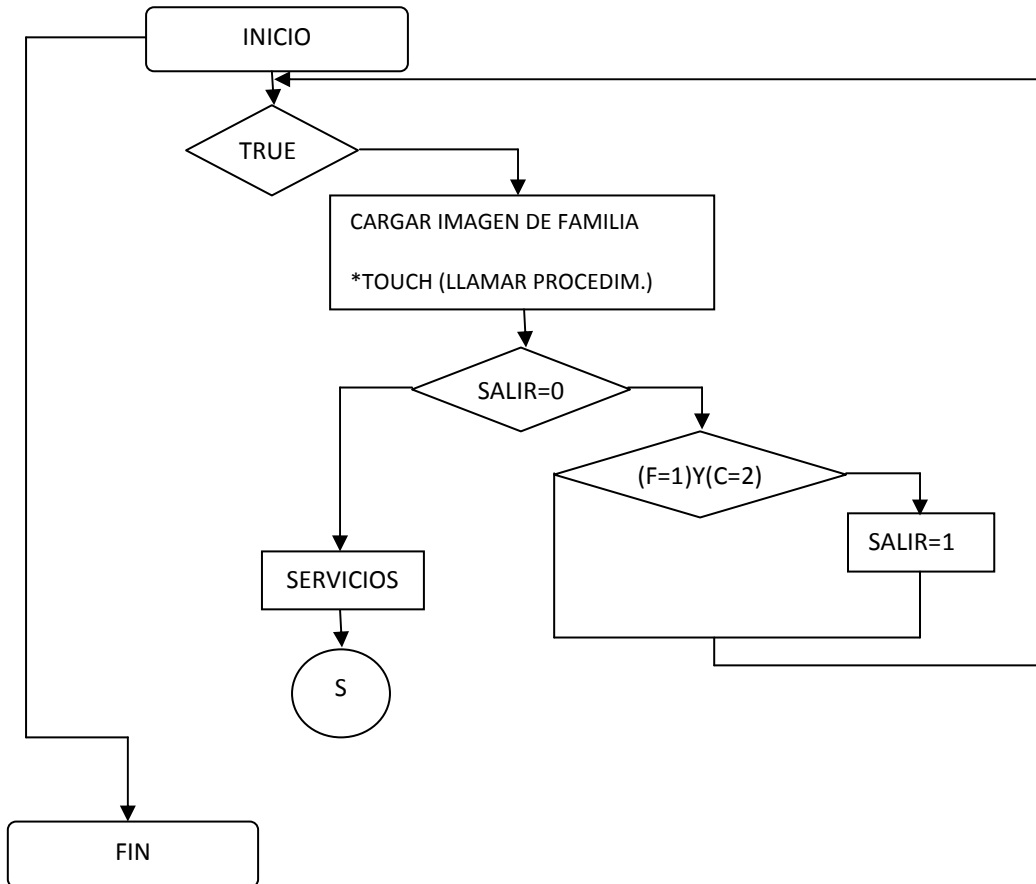 INICIO
TRUE
CARGAR IMAGEN DE FAMILIA
*TOUCH (LLAMAR PROCEDIM.)
SALIR=0
(F=1)Y(C=2)
SALIR=1
SERVICIOS
S
FIN